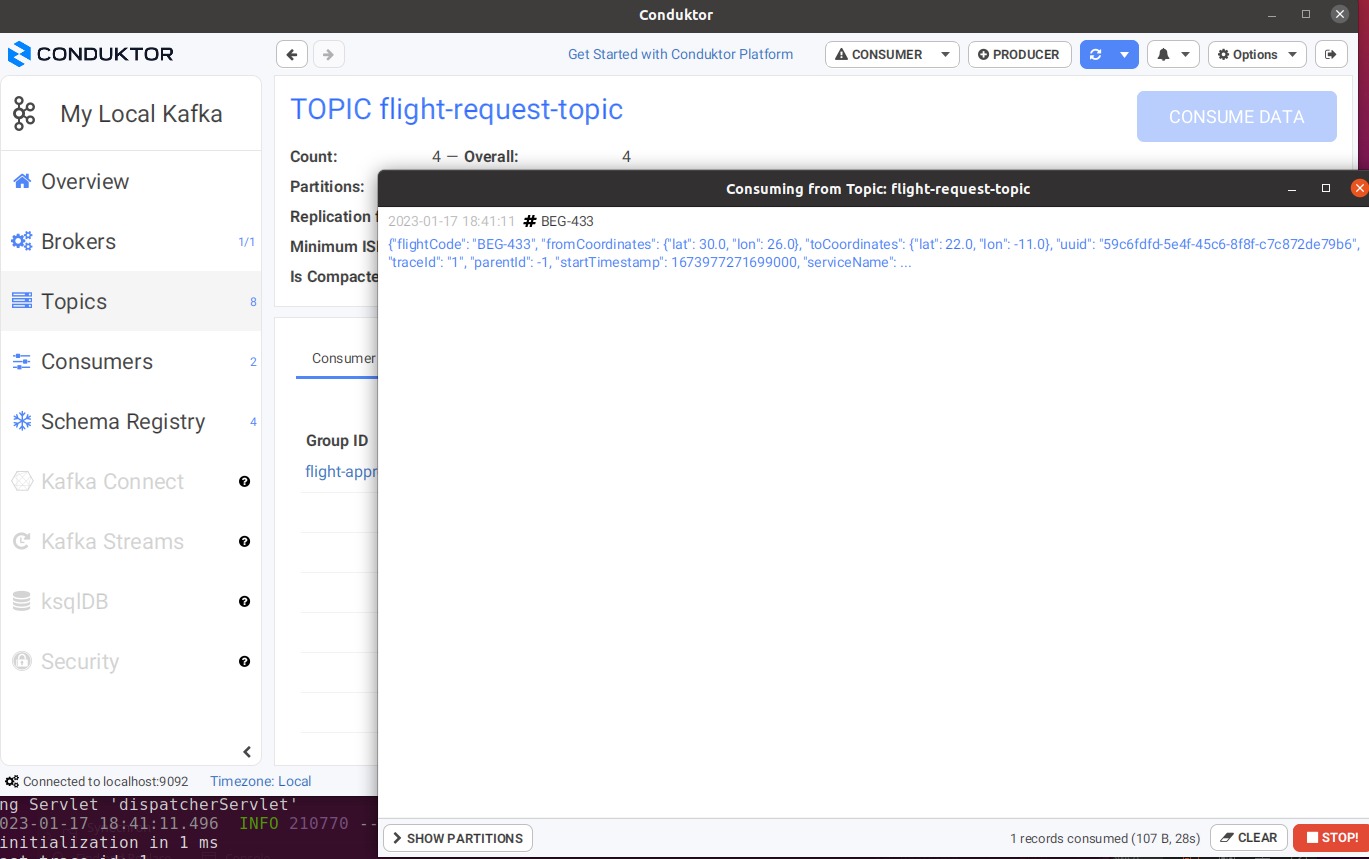 Conduktor
CONDUKTOR
Get Started with Conduktor Platform
CONSUMER
PRODUCER
Options
My Local Kafka
Overview
Brokers 1/1
Topics 8
Consumers 2
Schema Registry 4
Kafka Connect
Kafka Streams
ksqlDB
Security
TOPIC flight-request-topic
CONSUME DATA
Count: 4 — Overall: 4
Partitions:
Replication
Minimum
Is Compacte
Consumer
Group ID
flight-appr
Consuming from Topic: flight-request-topic
2023-01-17 18:41:11 # BEG-433
{"flightCode": "BEG-433", "fromCoordinates": {"lat": 30.0, "lon": 26.0}, "toCoordinates": {"lat": 22.0, "lon": -11.0}, "uuid": "59c6fdfd-5e4f-45c6-8f8f-c7c872de79b6",
"traceId": "1", "parentId": -1, "startTimestamp": 1673977271699000, "serviceName": ...
SHOW PARTITIONS
1 records consumed (107 B, 28s)
CLEAR
STOP!
Connected to localhost:9092 Timezone: Local
ng Servlet 'dispatcherServlet'
023-01-17 18:41:11.496 INFO 210770 --
initialization in 1 ms